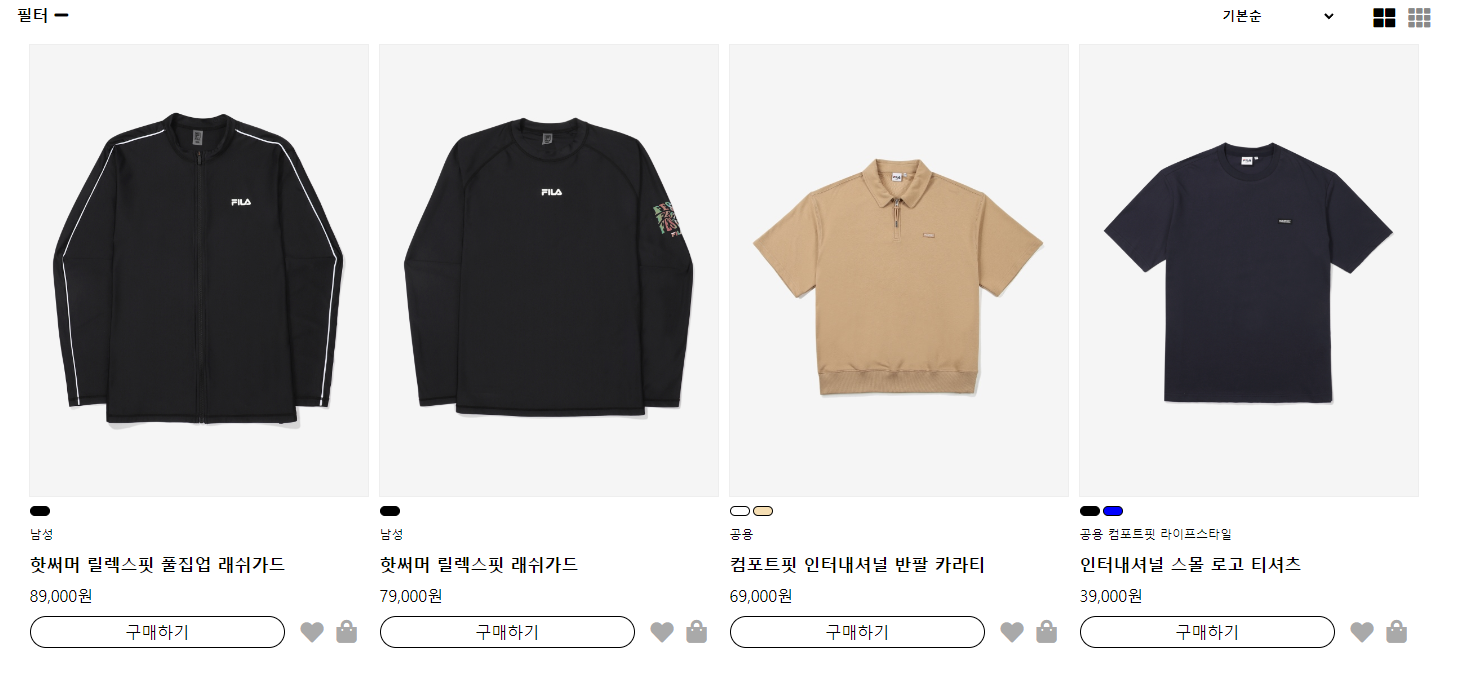 필터
기본순
FILA
FILA
남성
핫써머 릴렉스핏 풀집업 래쉬가드
89,000원
구매하기
남성
핫써머 릴렉스핏 래쉬가드
79,000원
구매하기
공용
컴포트핏 인터내셔널 반팔 카라티
69,000원
구매하기
공용 컴포트핏 라이프스타일
인터내셔널 스몰 로고 티셔츠
39,000원
구매하기